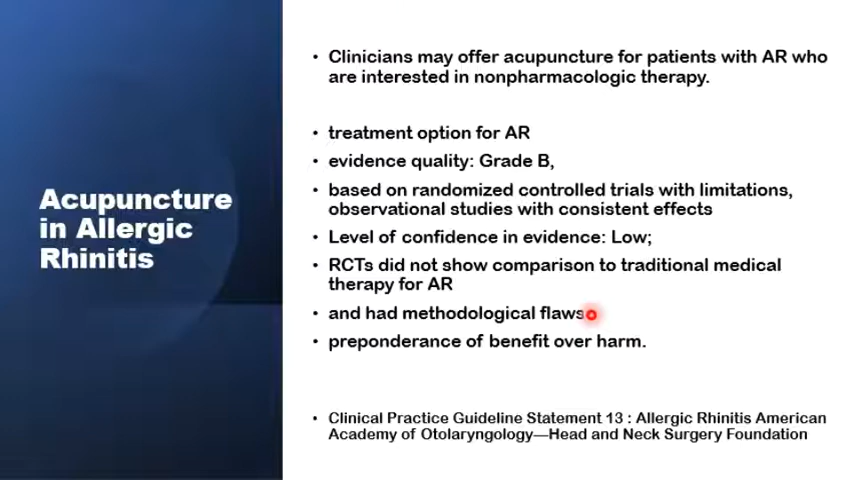 Acupuncture
in Allergic
Rhinitis
• Clinicians may offer acupuncture for patients with AR who
are interested in nonpharmacologic therapy.
• treatment option for AR
• evidence quality: Grade B,
• based on randomized controlled trials with limitations,
observational studies with consistent effects
• Level of confidence in evidence: Low;
• RCTs did not show comparison to traditional medical
therapy for AR
• and had methodological flaws
• preponderance of benefit over harm.
• Clinical Practice Guideline Statement 13 : Allergic Rhinitis American
Academy of Otolaryngology—Head and Neck Surgery Foundation